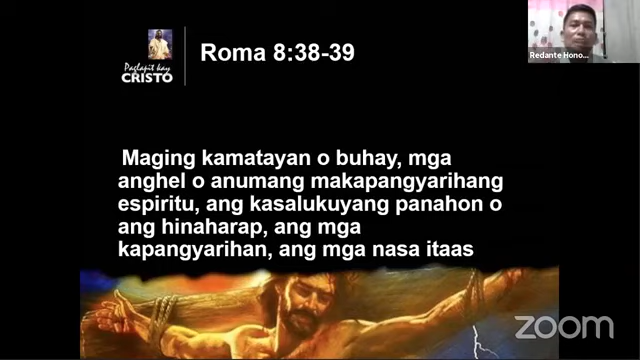 Roma 8:38-39
Paglapit kay
CRISTO
Redante Hono...
Maging kamatayan o buhay, mga
anghel o anumang makapangyarihang
espiritu, ang kasalukuyang panahon o
ang hinaharap, ang mga
kapangyarihan, ang mga nasa itaas
zoom